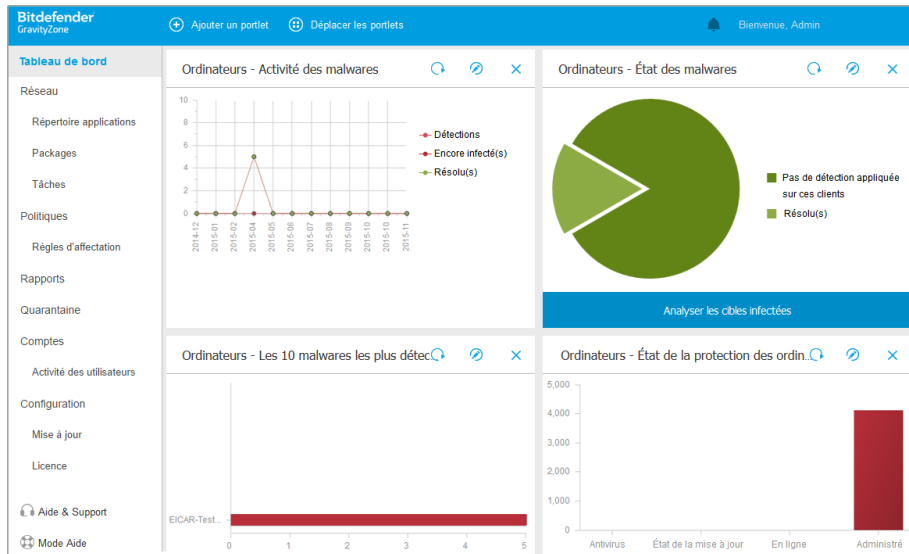 Bitdefender
GravityZone
Ajouter un portlet
Déplacer les portlets
Bienvenue, Admin
Tableau de bord
Réseau
Répertoire applications
Packages
Tâches
Politiques
Règles d'affectation
Rapports
Quarantaine
Comptes
Activité des utilisateurs
Configuration
Mise à jour
Licence
Aide & Support
Mode Aide
Ordinateurs - Activité des malwares
10
8
6
4
2
0
2014-12
2015-01
2015-02
2015-04
2015-05
2015-06
2015-07
2015-08
2015-09
2015-10
2015-10
2015-11
Détections
Encore infecté(s)
Résolu(s)
Ordinateurs - État des malwares
Pas de détection appliquée
sur ces clients
Résolu(s)
Analyser les cibles infectées
Ordinateurs - Les 10 malwares les plus détec
EICAR-Test...
0
1
2
3
4
5
Ordinateurs - État de la protection des ordin...
5,000
4,000
3,000
2,000
1,000
0
Antivirus
État de la mise à jour
En ligne
Administré